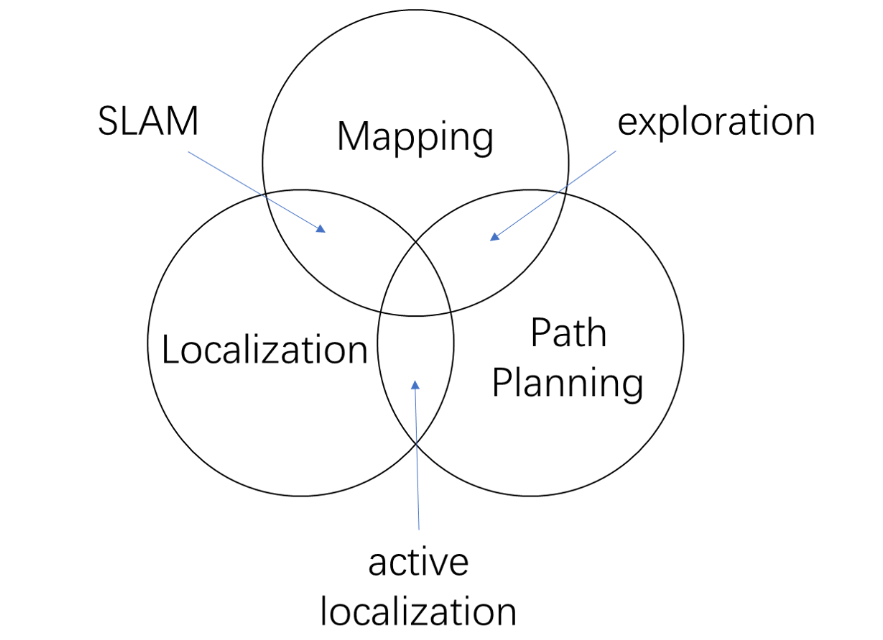 SLAM
exploration
Mapping
Localization
Path
Planning
active
localization